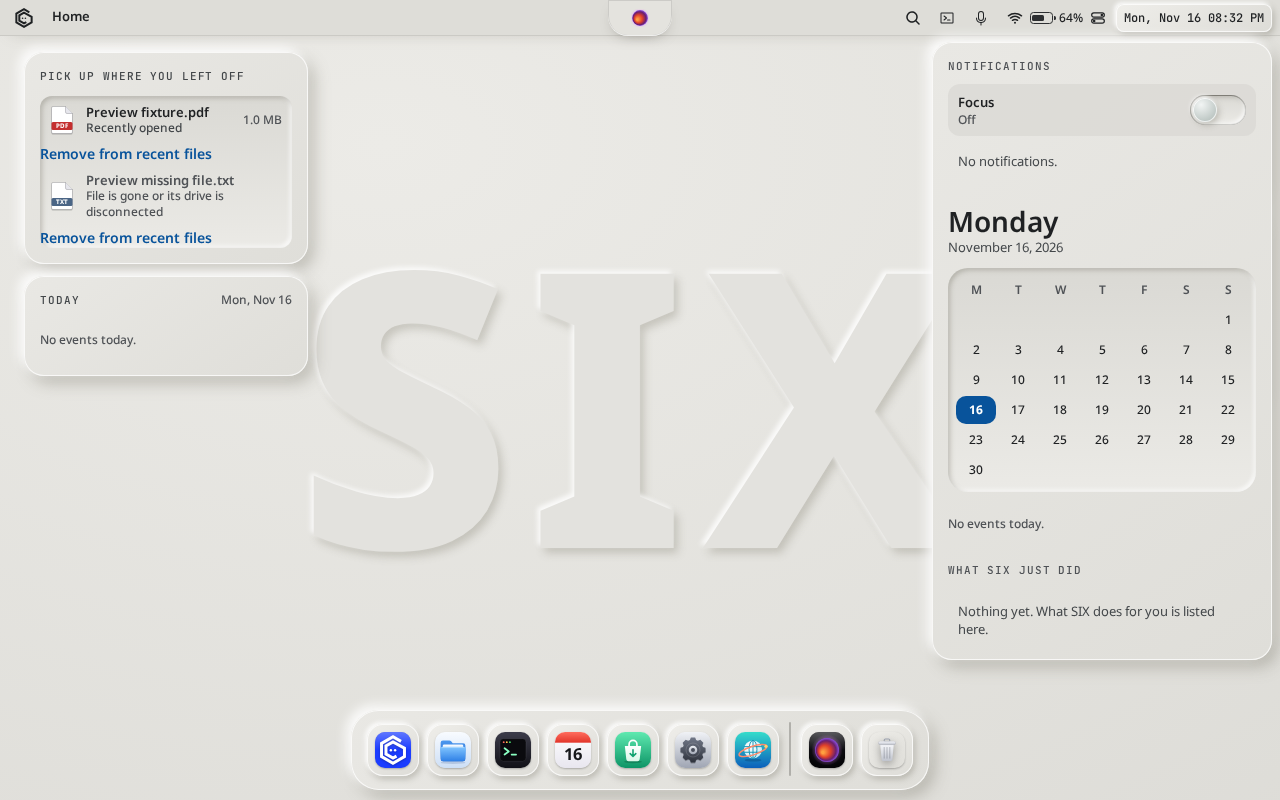 Home
64%
Mon, Nov 16 08:32 PM
PICK UP WHERE YOU LEFT OFF
Preview fixture.pdf
Recently opened
1.0 MB
PDF
Remove from recent files
Preview missing file.txt
File is gone or its drive is
disconnected
TXT
Remove from recent files
TODAY
Mon, Nov 16
No events today.
SIX
NOTIFICATIONS
Focus
Off
No notifications.
Monday
November 16, 2026
M T W T F S S
1
2 3 4 5 6 7 8
9 10 11 12 13 14 15
16 17 18 19 20 21 22
23 24 25 26 27 28 29
30
No events today.
WHAT SIX JUST DID
Nothing yet. What SIX does for you is listed
here.
16